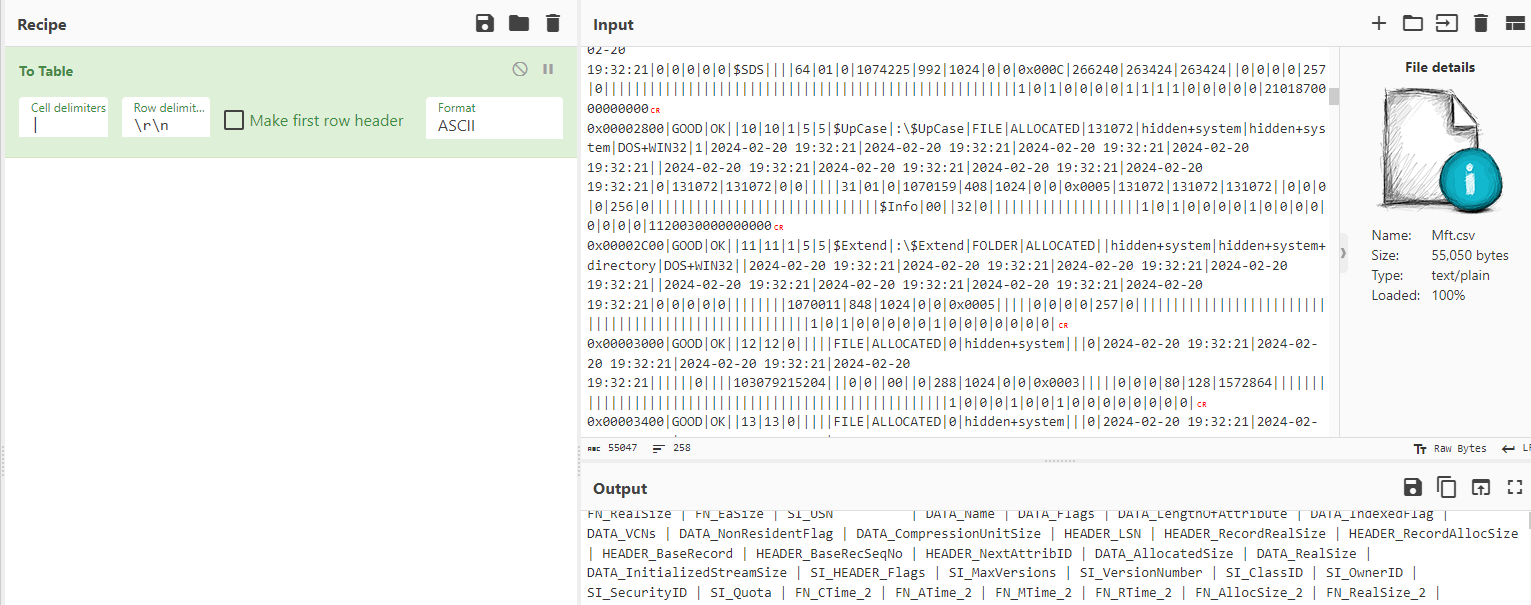 Recipe
To Table
Cell delimiters
|
Row delimit...
\r\n
Make first row header
Format
ASCII
Input
02-20
19:32:21|0|0|0|0|0|$SDS||||64|01|0|1074225|992|1024|0|0|0x000C|266240|263424|263424||0|0|0|0|257
|0||||||||||||||||||||||||||||||||||||||||||||||||||||||1|0|1|0|0|0|0|1|1|1|1|0|0|0|0|0|21018700
00000000CR
0x00002800|GOOD|OK||10|10|1|5|5|$UpCase|:\$UpCase|FILE|ALLOCATED|131072|hidden+system|hidden+sys
tem|DOS+WIN32|1|2024-02-20 19:32:21|2024-02-20 19:32:21|2024-02-20 19:32:21|2024-02-20
19:32:21||2024-02-20 19:32:21|2024-02-20 19:32:21|2024-02-20 19:32:21|2024-02-20
19:32:21|0|131072|131072|0|0|||||31|01|0|1070159|408|1024|0|0|0x0005|131072|131072|131072||0|0|0
|0|256|0||||||||||||||||||||||||||||||$Info|00||32|0||||||||||||||||||||1|0|1|0|0|0|0|1|0|0|0|0|
0|0|0|0|1120030000000000CR
0x00002C00|GOOD|OK||11|11|1|5|5|$Extend|:\$Extend|FOLDER|ALLOCATED||hidden+system|hidden+system+
directory|DOS+WIN32||2024-02-20 19:32:21|2024-02-20 19:32:21|2024-02-20 19:32:21|2024-02-20
19:32:21||2024-02-20 19:32:21|2024-02-20 19:32:21|2024-02-20 19:32:21|2024-02-20
19:32:21|0|0|0|0|0||||||||1070011|848|1024|0|0|0x0005|||||0|0|0|0|257|0|||||||||||||||||||||||||
|||||||||||||||||||||||||||||1|0|1|0|0|0|0|0|1|0|0|0|0|0|0|0|CR
0x00003000|GOOD|OK||12|12|0|||||FILE|ALLOCATED|0|hidden+system|||0|2024-02-20 19:32:21|2024-02-
20 19:32:21|2024-02-20 19:32:21|2024-02-20
19:32:21||||||0||||103079215204|||0|0||00||0|288|1024|0|0|0x0003|||||0|0|0|80|128|1572864|||||||
|||||||||||||||||||||||||||||||||||||||||||||||1|0|0|0|1|0|0|1|0|0|0|0|0|0|0|0|CR
0x00003400|GOOD|OK||13|13|0|||||FILE|ALLOCATED|0|hidden+system|||0|2024-02-20 19:32:21|2024-02-
File details
Name: Mft.csv
Size: 55,050 bytes
Type: text/plain
Loaded: 100%
ABC 55047 258
Raw Bytes
Output
FN_RealSize | FN_EaSize | SI_USN          | DATA_Name | DATA_Flags | DATA_LengthOfAttribute | DATA_IndexedFlag |
DATA_VCNs | DATA_NonResidentFlag | DATA_CompressionUnitSize | HEADER_LSN | HEADER_RecordRealSize | HEADER_RecordAllocSize
| HEADER_BaseRecord | HEADER_BaseRecSeqNo | HEADER_NextAttribID | DATA_AllocatedSize | DATA_RealSize |
DATA_InitializedStreamSize | SI_HEADER_Flags | SI_MaxVersions | SI_VersionNumber | SI_ClassID | SI_OwnerID |
SI_SecurityID | SI_Quota | FN_CTime_2 | FN_ATime_2 | FN_MTime_2 | FN_RTime_2 | FN_AllocSize_2 | FN_RealSize_2 |